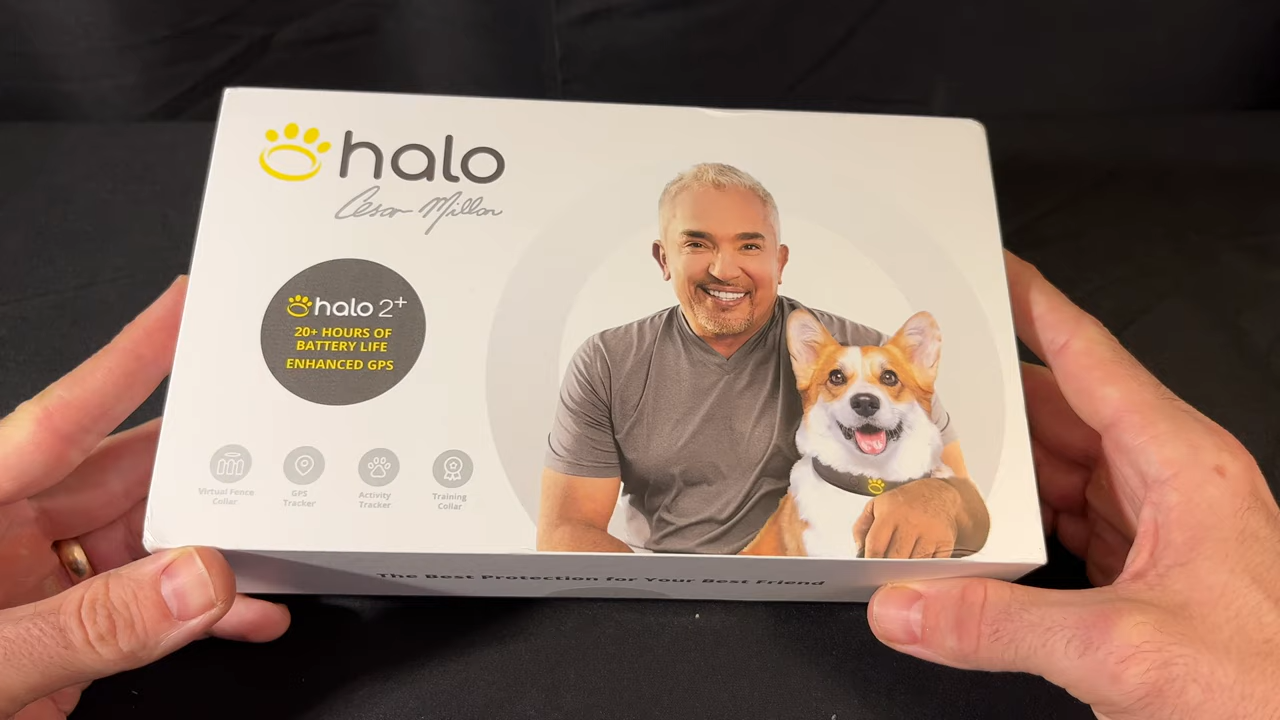 halo
Cesar Millan
halo 2+
20+ HOURS OF
BATTERY LIFE
ENHANCED GPS
Virtual Fence
Collar
GPS
Tracker
Activity
Tracker
Training
Collar
The Best Protection for Your Best Friend